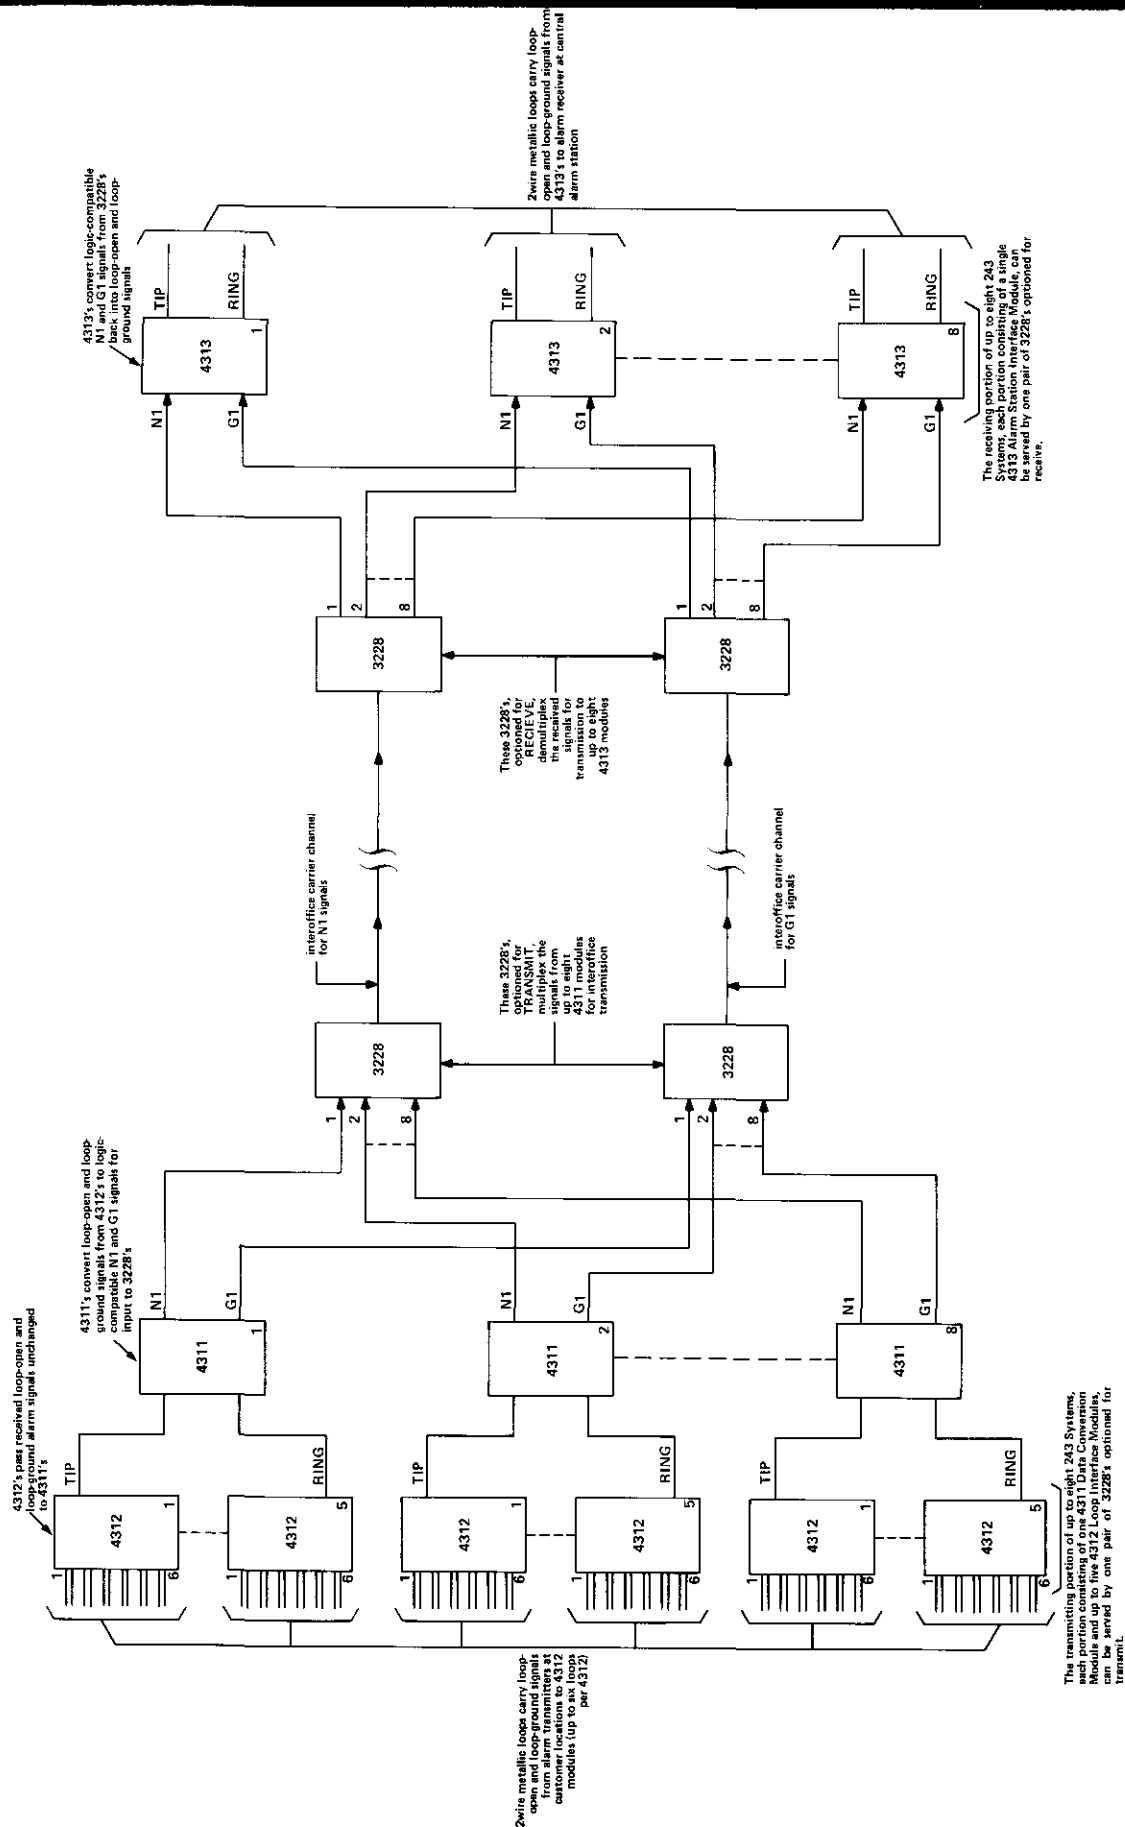 2wire metallic loops carry loop-
open and loop-ground signals
from alarm transmitters at
customer locations to 4312
modules (up to six loops
per 4312)
4312's pass received loop-open and
loop-ground alarm signals unchanged
to 4311's
4311's convert loop-open and loop-
ground signals from 4312's to logic-
compatible N1 and G1 signals for
input to 3228's
1
6
4312
1
TIP
1
6
4312
5
RING
4311
1
N1
G1
1
6
4312
1
TIP
1
6
4312
5
RING
4311
2
N1
G1
1
6
4312
1
TIP
1
6
4312
5
RING
4311
8
N1
G1
The transmitting portion of up to eight 243 Systems,
each portion consisting of one 4311 Data Conversion
Module and up to five 4312 Loop Interface Modules,
can be served by one pair of 3228's optioned for
transmit.
1
2
8
3228
1
2
8
3228
These 3228's,
optioned for
TRANSMIT,
multiplex the
signals from
up to eight
4311 modules
for interoffice
transmission
interoffice carrier channel
for N1 signals
interoffice carrier channel
for G1 signals
These 3228's,
optioned for
RECIEVE,
demultiplex
the received
signals for
transmission to
up to eight
4313 modules
3228
1
2
8
3228
1
2
8
4313's convert logic-compatible
N1 and G1 signals from 3228's
back into loop-open and loop-
ground signals
N1
G1
4313
1
TIP
RING
N1
G1
4313
2
TIP
RING
N1
G1
4313
8
TIP
RING
2wire metallic loops carry loop-
open and loop-ground signals from
4313's to alarm receiver at central
alarm station
The receiving portion of up to eight 243
Systems, each portion consisting of a single
4313 Alarm Station Interface Module, can
be served by one pair of 3228's optioned for
receive.